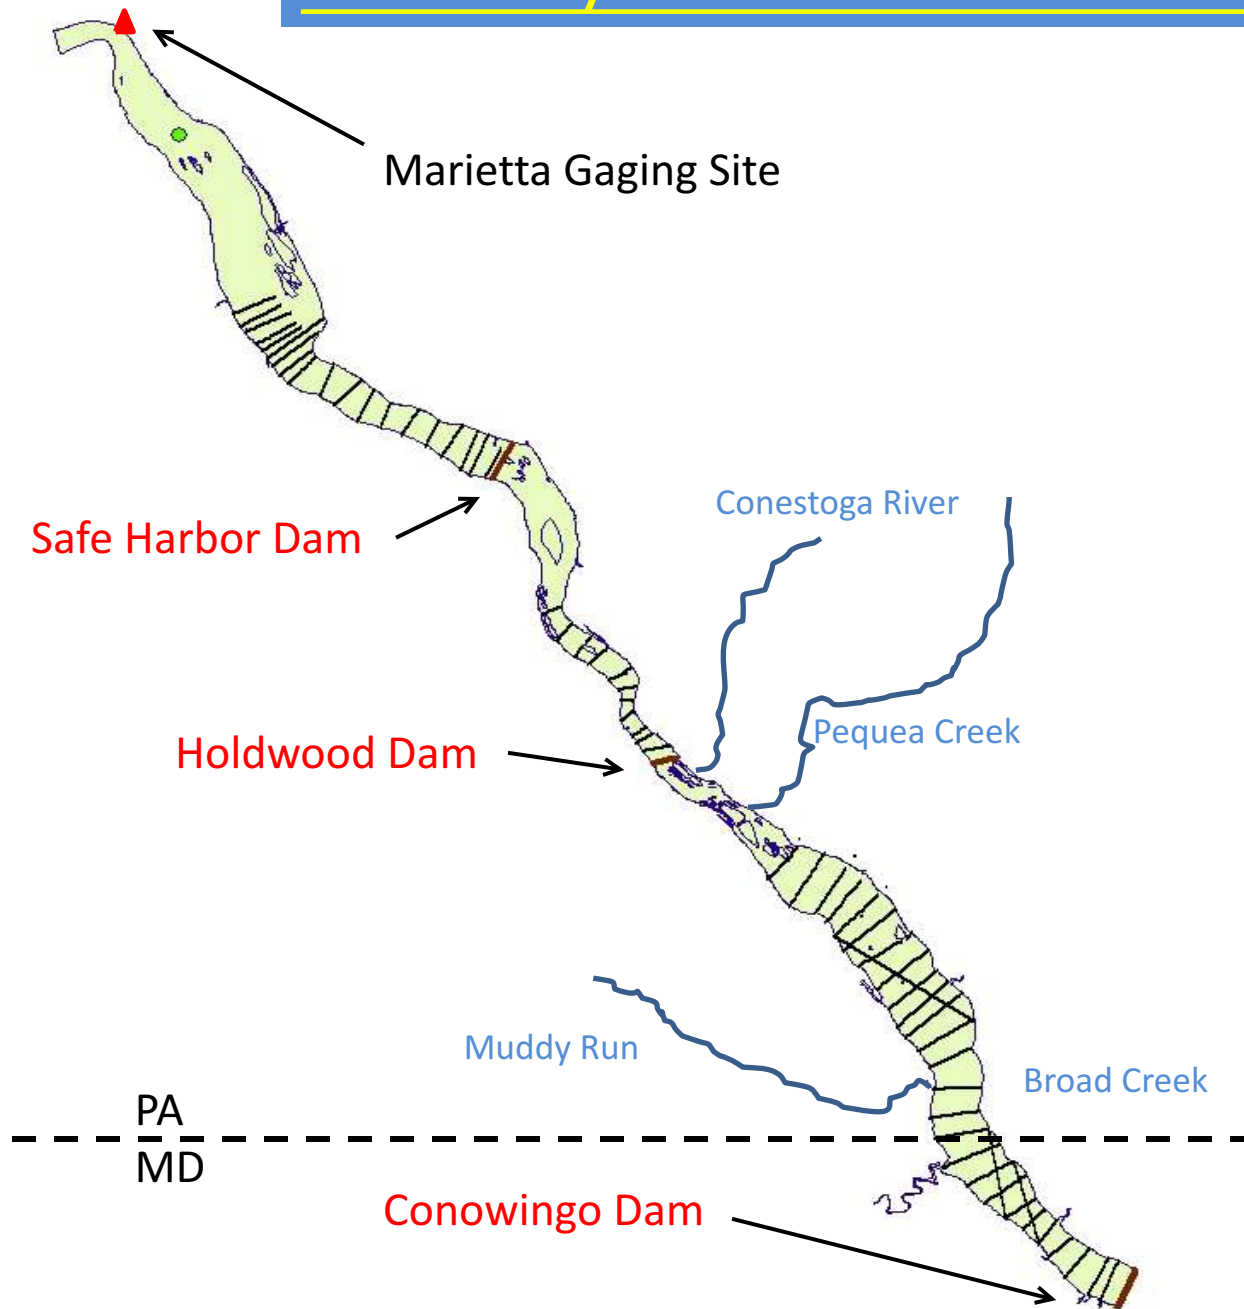 Marietta Gaging Site
Conestoga River
Safe Harbor Dam
Pequea Creek
Holdwood Dam
Muddy Run
Broad Creek
PA
MD
Conowingo Dam